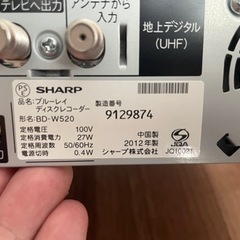 テレビへ出力
アンテナから
入力
地上デジタル
(UHF)
PS
E
SHARP
品名:ブルーレイ
ディスクレコーダー
形名:BD-W520
製造番号
9129874
定格電圧 100V
定格消費電力 27W
定格周波数 50/60Hz
電源待機時 0.4W
中国製
2012年製
シャープ株式会社
JQA